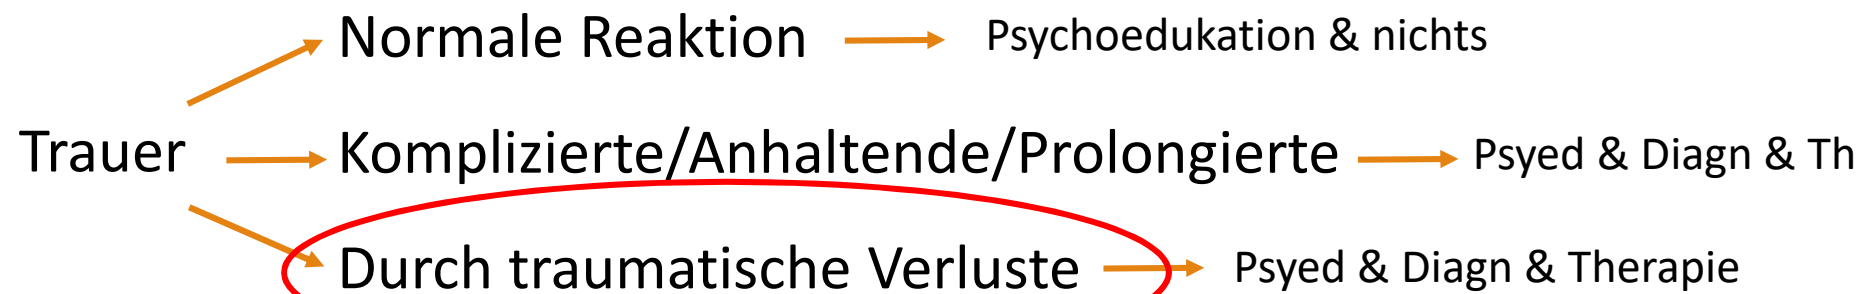 Normale Reaktion Psychoedukation & nichts
Trauer Komplizierte/Anhaltende/Prolongierte Psyed & Diagn & Th
Durch traumatische Verluste Psyed & Diagn & Therapie